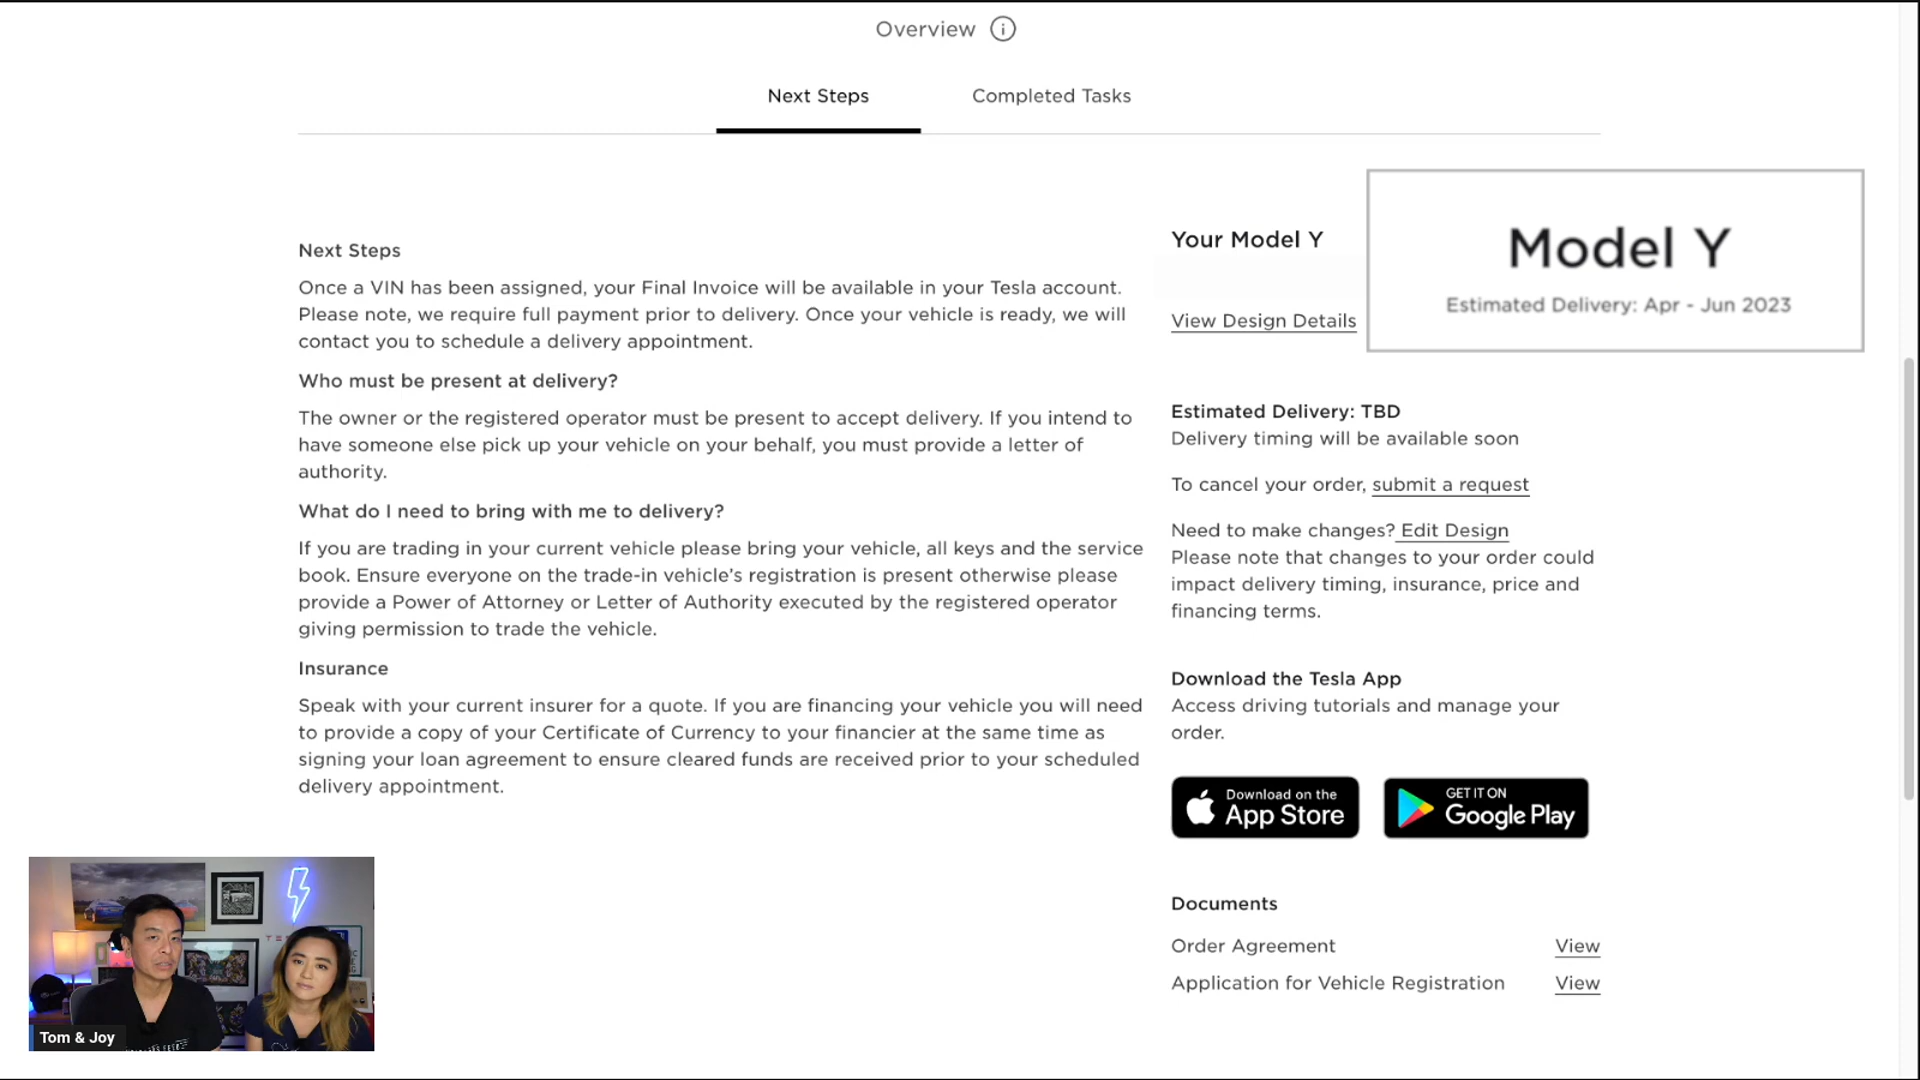 Overview
Next Steps
Completed Tasks
Next Steps
Once a VIN has been assigned, your Final Invoice will be available in your Tesla account.
Please note, we require full payment prior to delivery. Once your vehicle is ready, we will
contact you to schedule a delivery appointment.
Who must be present at delivery?
The owner or the registered operator must be present to accept delivery. If you intend to
have someone else pick up your vehicle on your behalf, you must provide a letter of
authority.
What do I need to bring with me to delivery?
If you are trading in your current vehicle please bring your vehicle, all keys and the service
book. Ensure everyone on the trade-in vehicle’s registration is present otherwise please
provide a Power of Attorney or Letter of Authority executed by the registered operator
giving permission to trade the vehicle.
Insurance
Speak with your current insurer for a quote. If you are financing your vehicle you will need
to provide a copy of your Certificate of Currency to your financier at the same time as
signing your loan agreement to ensure cleared funds are received prior to your scheduled
delivery appointment.
Your Model Y
View Design Details
Model Y
Estimated Delivery: Apr - Jun 2023
Estimated Delivery: TBD
Delivery timing will be available soon
To cancel your order, submit a request
Need to make changes? Edit Design
Please note that changes to your order could
impact delivery timing, insurance, price and
financing terms.
Download the Tesla App
Access driving tutorials and manage your
order.
Download on the
App Store
GET IT ON
Google Play
Documents
Order Agreement View
Application for Vehicle Registration View
Tom & Joy